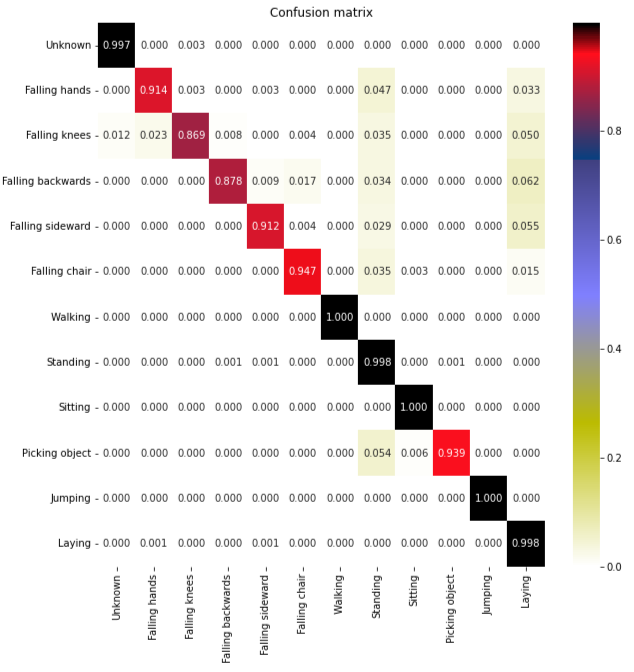 Confusion matrix
Unknown 0.997 0.000 0.003 0.000 0.000 0.000 0.000 0.000 0.000 0.000 0.000 0.000
Falling hands 0.000 0.914 0.003 0.000 0.003 0.000 0.000 0.047 0.000 0.000 0.000 0.033
Falling knees 0.012 0.023 0.869 0.008 0.000 0.004 0.000 0.035 0.000 0.000 0.000 0.050
Falling backwards 0.000 0.000 0.000 0.878 0.009 0.017 0.000 0.034 0.000 0.000 0.000 0.062
Falling sideward 0.000 0.000 0.000 0.000 0.912 0.004 0.000 0.029 0.000 0.000 0.000 0.055
Falling chair 0.000 0.000 0.000 0.000 0.000 0.947 0.000 0.035 0.003 0.000 0.000 0.015
Walking 0.000 0.000 0.000 0.000 0.000 0.000 1.000 0.000 0.000 0.000 0.000 0.000
Standing 0.000 0.000 0.000 0.001 0.001 0.000 0.000 0.998 0.000 0.001 0.000 0.000
Sitting 0.000 0.000 0.000 0.000 0.000 0.000 0.000 0.000 1.000 0.000 0.000 0.000
Picking object 0.000 0.000 0.000 0.000 0.000 0.000 0.000 0.054 0.006 0.939 0.000 0.000
Jumping 0.000 0.000 0.000 0.000 0.000 0.000 0.000 0.000 0.000 0.000 1.000 0.000
Laying 0.000 0.001 0.000 0.000 0.001 0.000 0.000 0.000 0.000 0.000 0.000 0.998
Unknown
Falling hands
Falling knees
Falling backwards
Falling sideward
Falling chair
Walking
Standing
Sitting
Picking object
Jumping
Laying
0.8
0.6
0.4
0.2
0.0